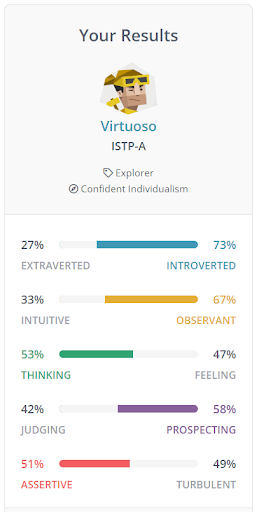 Your Results
Virtuoso
ISTP-A
Explorer
Confident Individualism
27% 73%
EXTRAVERTED INTROVERTED
33% 67%
INTUITIVE OBSERVANT
53% 47%
THINKING FEELING
42% 58%
JUDGING PROSPECTING
51% 49%
ASSERTIVE TURBULENT